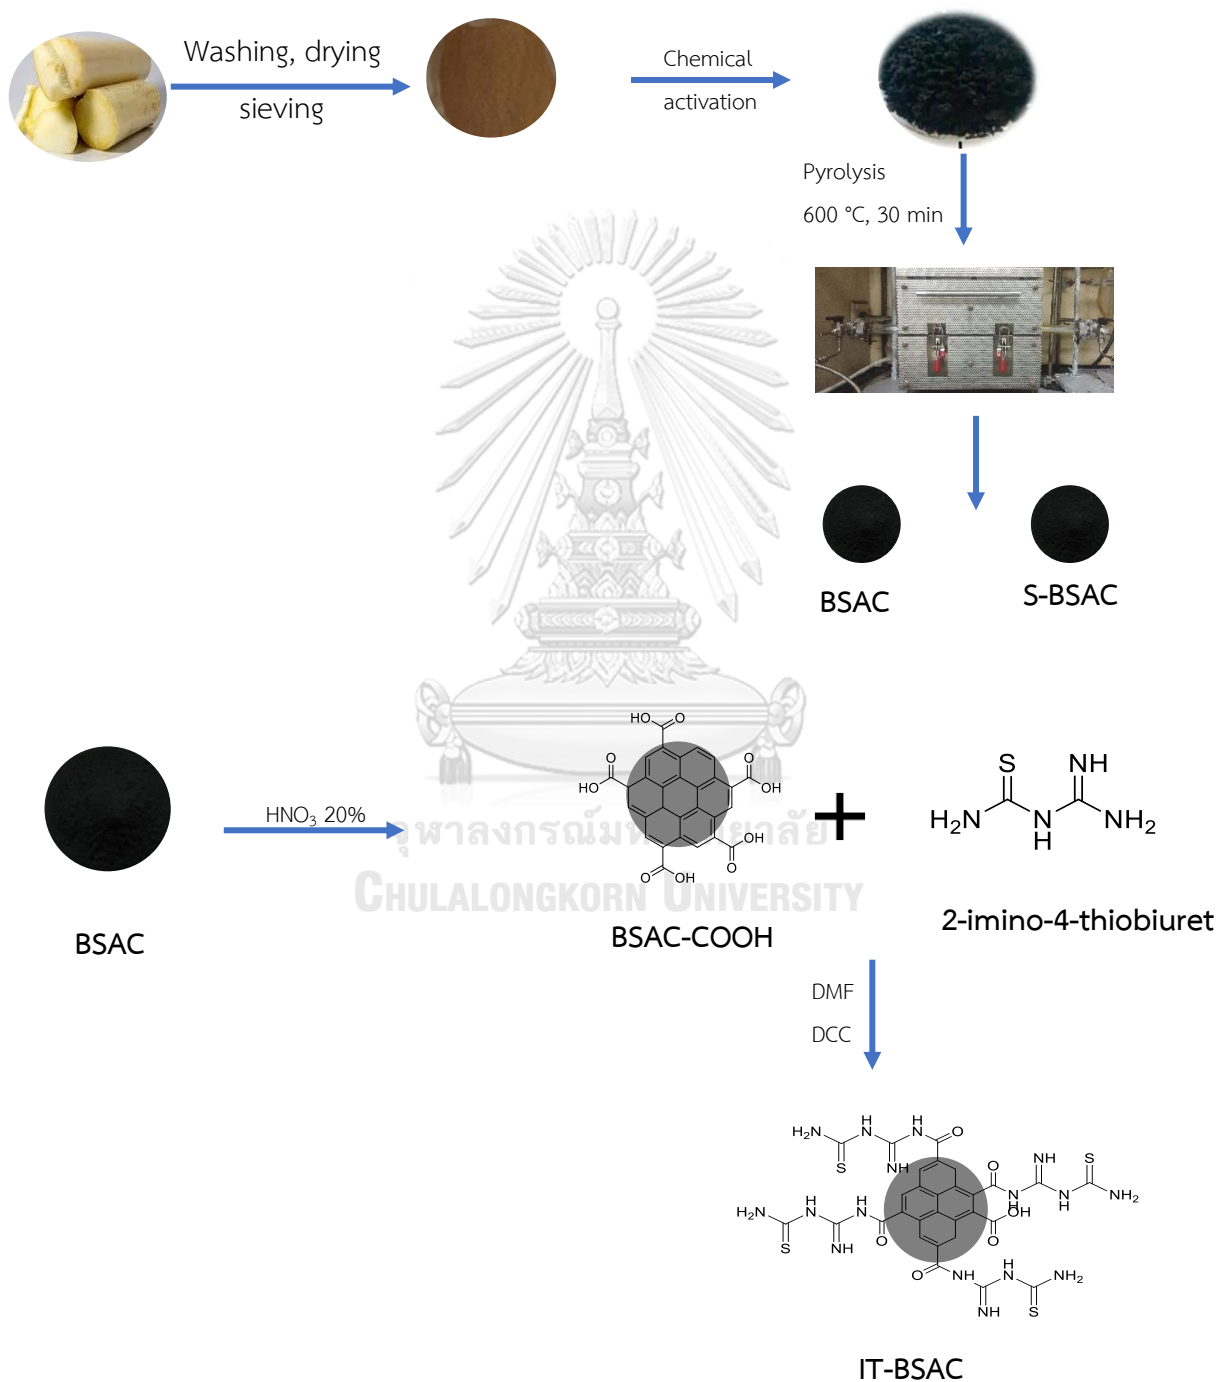 Washing, drying
sieving
Chemical
activation
Pyrolysis
600 °C, 30 min
BSAC
S-BSAC
BSAC
HNO₃ 20%
HO
O
O
HO
O
OH
OH
O
O
OH
BSAC-COOH
S
NH
H₂N
N
H
NH₂
2-imino-4-thiobiuret
CHULALONGKORN UNIVERSITY
DMF
DCC
H₂N
H
N
H
N
O
S
NH
H₂N
H
N
H
N
S
NH
O
O
N
H
NH
N
H
S
NH₂
OH
O
O
NH
H
N
NH₂
NH
S
IT-BSAC